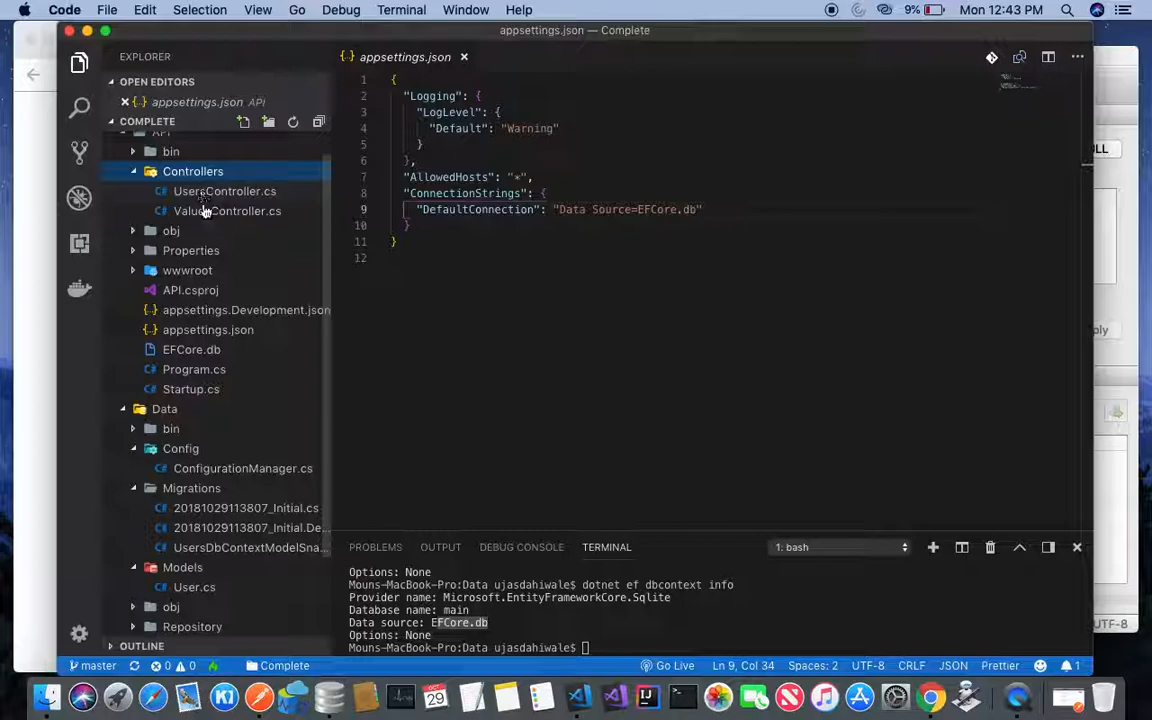 Code File Edit Selection View Go Debug Terminal Window Help 9% Mon 12:43 PM
appsettings.json — Complete
EXPLORER
OPEN EDITORS
appsettings.json API
COMPLETE
bin
Controllers
UsersController.cs
ValuesController.cs
obj
Properties
wwwroot
API.csproj
appsettings.Development.json
appsettings.json
EFCore.db
Program.cs
Startup.cs
Data
bin
Config
ConfigurationManager.cs
Migrations
20181029113807_Initial.cs
20181029113807_Initial.De...
UsersDbContextModelSna...
Models
User.cs
obj
Repository
OUTLINE
{..} appsettings.json
1 {
2 "Logging": {
3 "LogLevel": {
4 "Default": "Warning"
5 }
6 },
7 "AllowedHosts": "*",
8 "ConnectionStrings": {
9 "DefaultConnection": "Data Source=EFCore.db"
10 }
11 }
12
PROBLEMS OUTPUT DEBUG CONSOLE TERMINAL 1: bash
Options: None
Mouns-MacBook-Pro:Data ujasdahiwale$ dotnet ef dbcontext info
Provider name: Microsoft.EntityFrameworkCore.Sqlite
Database name: main
Data source: EFCore.db
Options: None
Mouns-MacBook-Pro:Data ujasdahiwale$
master 0 0 Complete Go Live Ln 9, Col 34 Spaces: 2 UTF-8 CRLF JSON Prettier 1
UTF-8
OCT
29